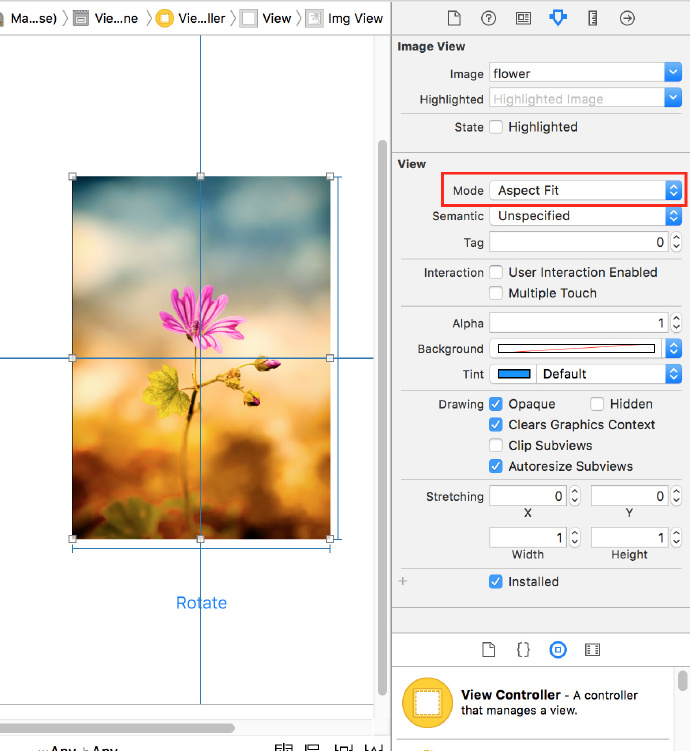 Ma...se) Vie...ne Vie...ller View Img View
Image View
Image flower
Highlighted Highlighted Image
State Highlighted
View
Mode Aspect Fit
Semantic Unspecified
Tag 0
Interaction User Interaction Enabled
Multiple Touch
Alpha 1
Background
Tint Default
Drawing Opaque Hidden
Clears Graphics Context
Clip Subviews
Autoresize Subviews
Stretching 0 0
X Y
1 1
Width Height
+ Installed
Rotate
{}
View Controller - A controller
that manages a view.
Any Any